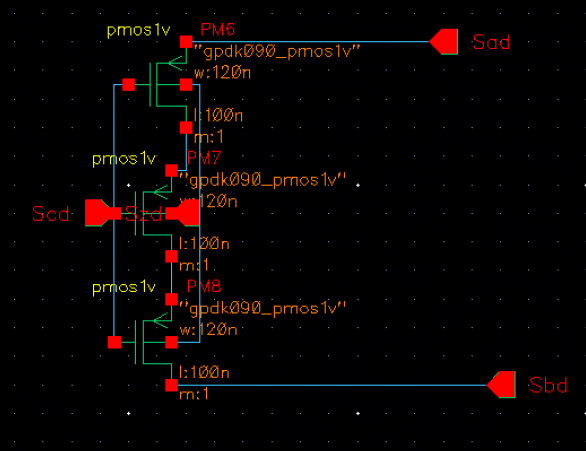 pmos1v PM6
Sad
"gpdk090_pmos1v"
w:120n
l:100n
m:1
pmos1v PM7
"gpdk090_pmos1v"
w:120n
Scd Szd
l:100n
m:1
pmos1v PM8
"gpdk090_pmos1v"
w:120n
l:100n
Sbd
m:1